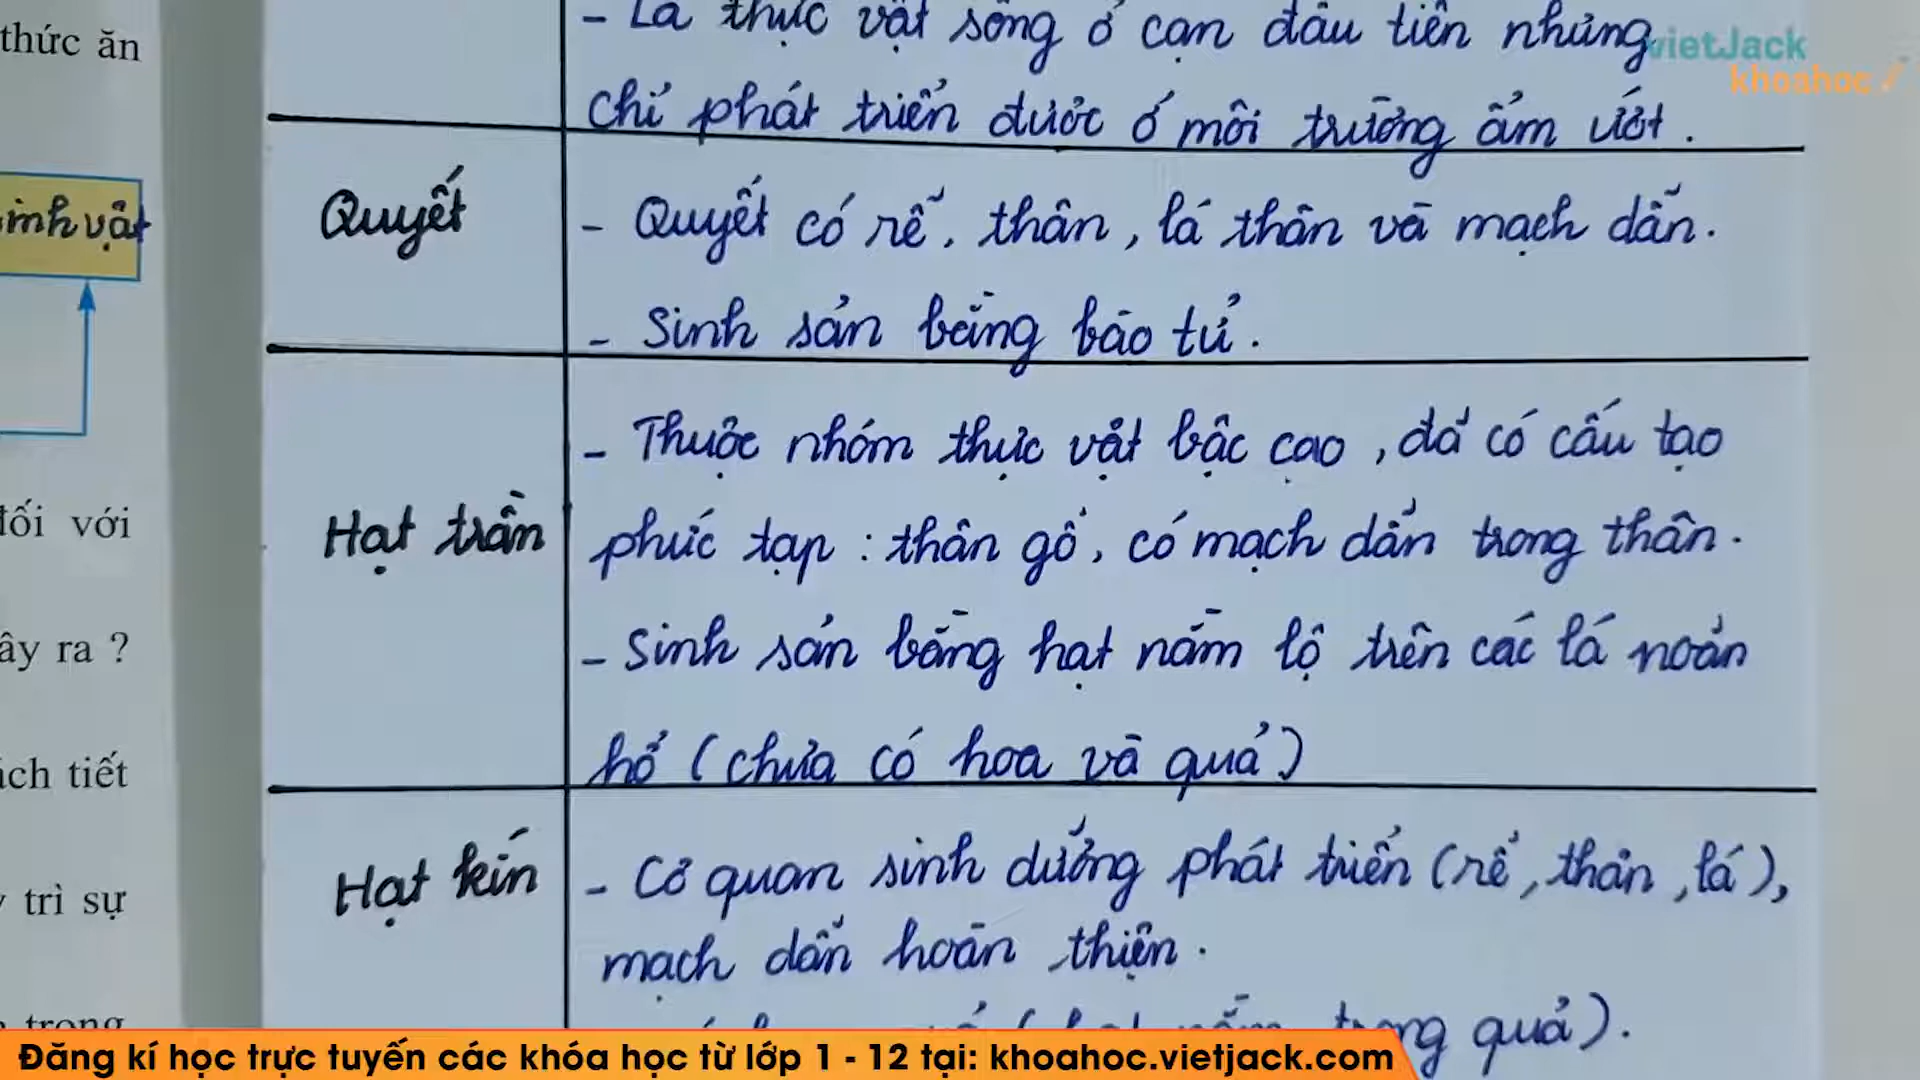 thức ăn
inh vật
đối với
ây ra ?
ách tiết
trì sự
trong
- Là thực vật sống ở cạn đầu tiên nhưng
chỉ phát triển được ở môi trường ẩm ướt.
Quyết
- Quyết có rễ, thân, lá thân và mạch dẫn.
- Sinh sản bằng bào tử.
Hạt trần
- Thuộc nhóm thực vật bậc cao, đã có cấu tạo
phức tạp : thân gỗ, có mạch dẫn trong thân.
- Sinh sản bằng hạt nằm lộ trên các lá noãn
hở (chưa có hoa và quả)
Hạt kín
- Cơ quan sinh dưỡng phát triển (rễ, thân, lá),
mạch dẫn hoàn thiện.
trong quả).
vietJack
khoahoc
Đăng kí học trực tuyến các khóa học từ lớp 1 - 12 tại: khoahoc.vietjack.com